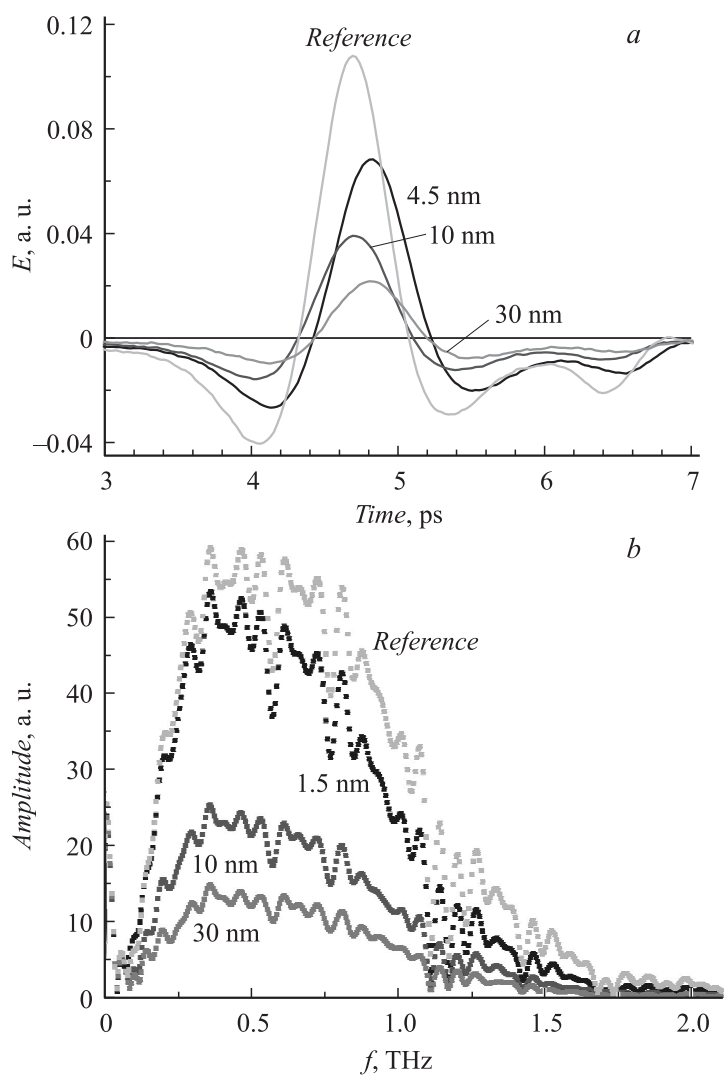 0.12
Reference
a
0.08
4.5 nm
10 nm
0.04
E, a. u.
30 nm
0
–0.04
3
4
5
6
7
Time, ps
60
b
50
Reference
40
Amplitude, a. u.
30
1.5 nm
20
10 nm
10
30 nm
0
0
0.5
1.0
1.5
2.0
f, THz